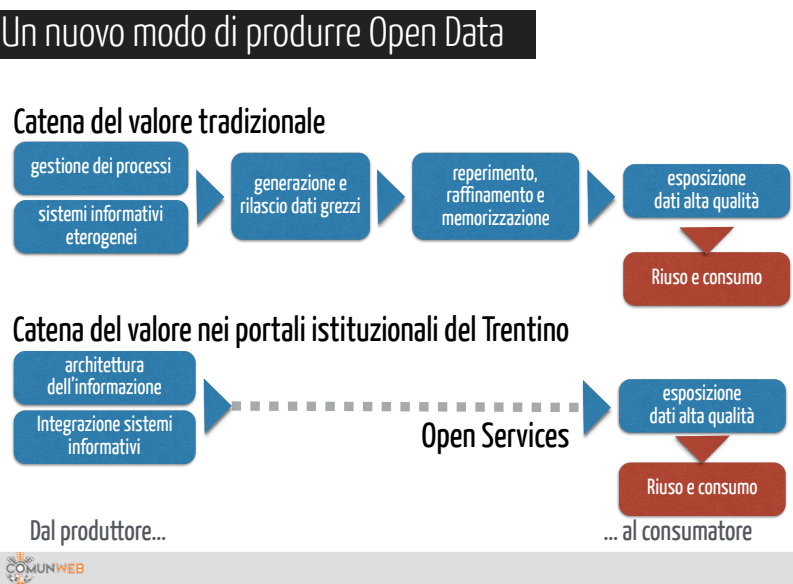 Un nuovo modo di produrre Open Data
Catena del valore tradizionale
gestione dei processi
sistemi informativi
eterogenei
generazione e
rilascio dati grezzi
reperimento,
raffinamento e
memorizzazione
esposizione
dati alta qualità
Riuso e consumo
Catena del valore nei portali istituzionali del Trentino
architettura
dell'informazione
Integrazione sistemi
informativi
Open Services
esposizione
dati alta qualità
Riuso e consumo
Dal produttore...
... al consumatore
COMUNWEB